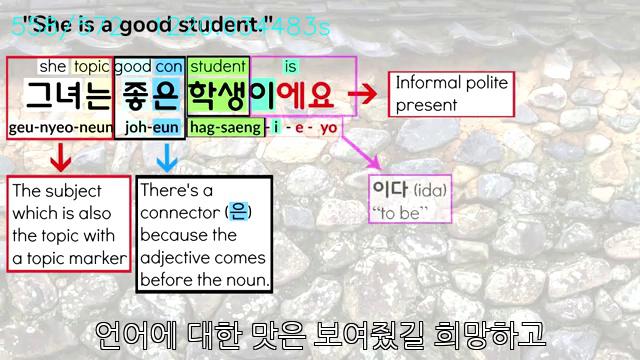 "She is a good student."
she topic good con student is
그녀는 좋은 학생이에요
geu-nyeo-neun joh-eun hag-saeng - i - e - yo
Informal polite
present
The subject
which is also
the topic with
a topic marker
There's a
connector (은)
because the
adjective comes
before the noun.
이다 (ida)
"to be"
언어에 대한 맛은 보여줬길 희망하고